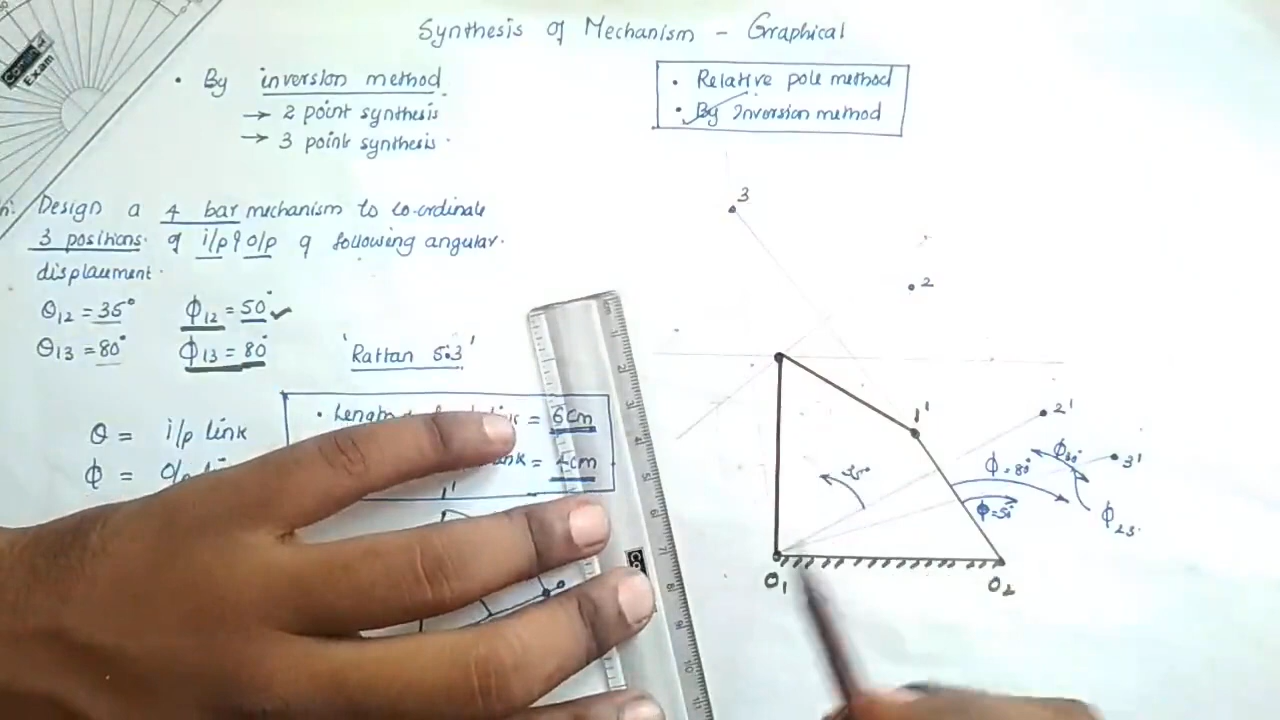 Synthesis of Mechanism - Graphical
• By inversion method
→ 2 point synthesis
→ 3 point synthesis.
• Relative pole method
• By Inversion method
Design a 4 bar mechanism to co-ordinate
3 positions. of i/p & o/p of following angular.
displacement.
θ12 = 35° ϕ12 = 50° ✓
θ13 = 80° ϕ13 = 80°
'Rattan 5.3'
θ = i/p link
ϕ =
• Length = 6cm
= 4cm
1'
3
2
1'
2'
3'
ϕ = 80°
ϕ = 50°
ϕ23.
O1
O2
Exam